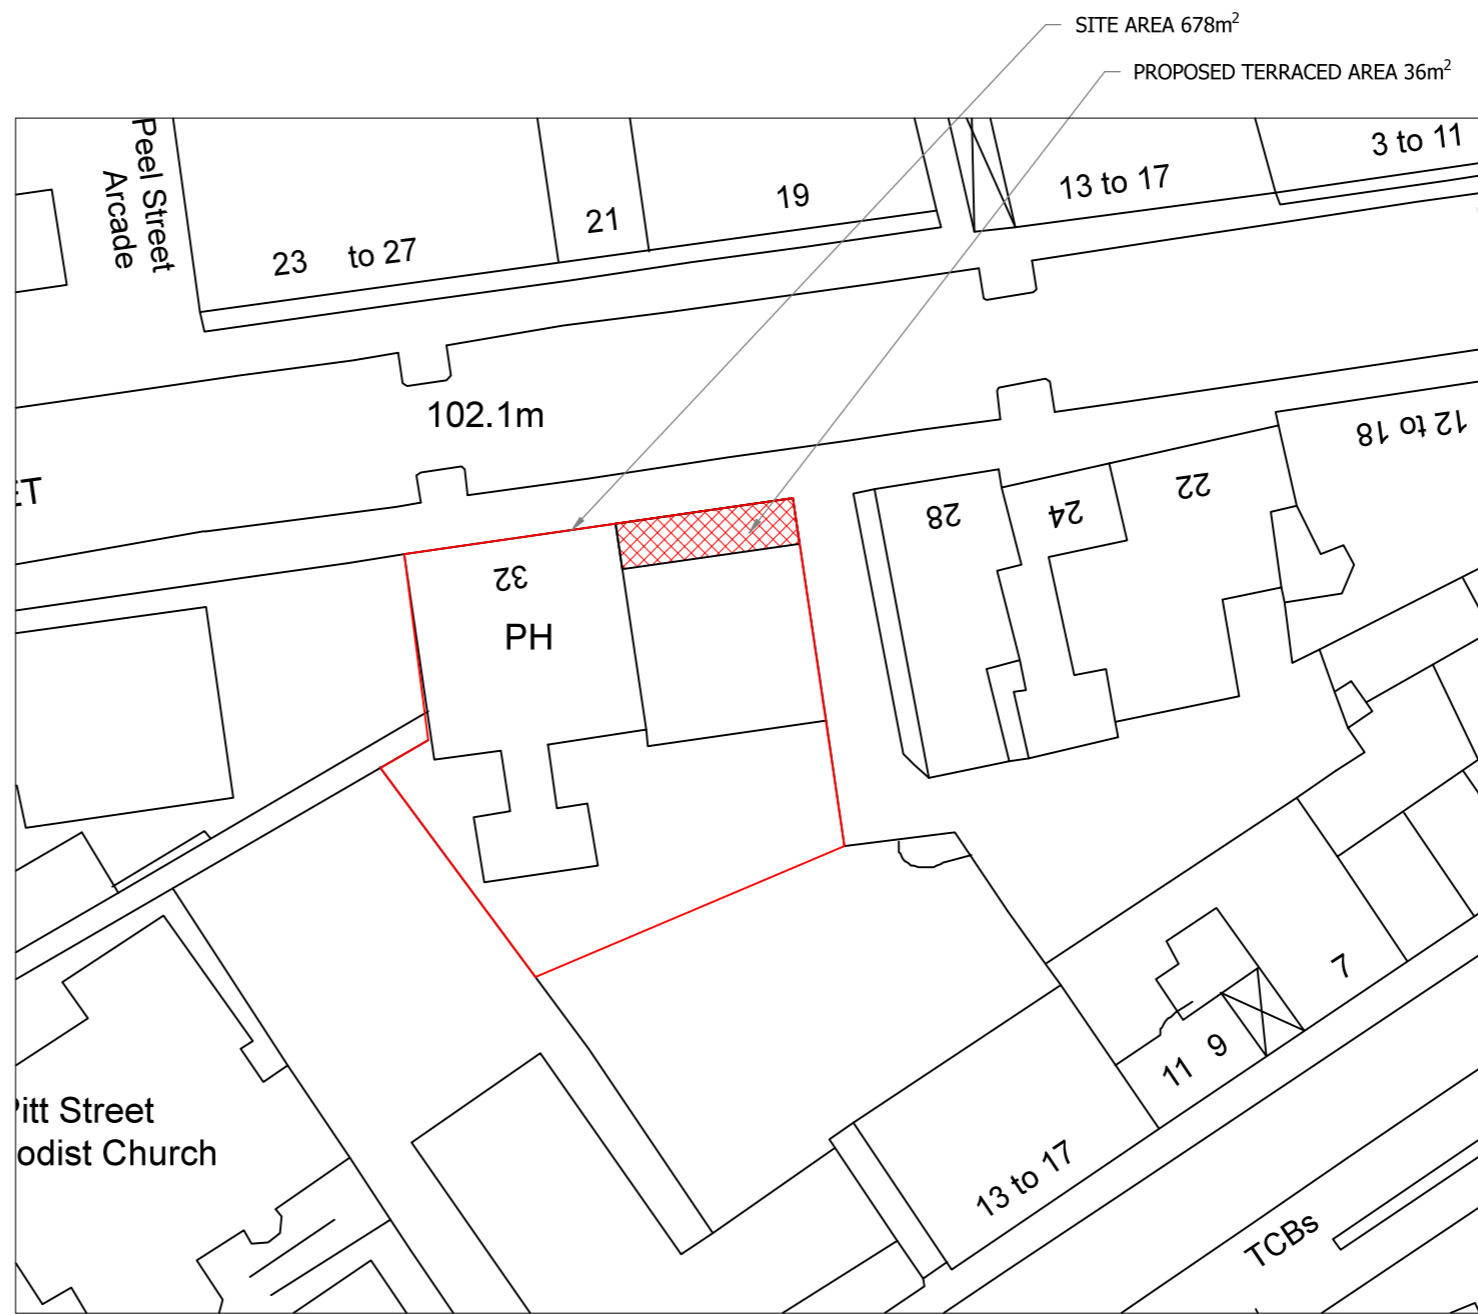 SITE AREA 678m²
PROPOSED TERRACED AREA 36m²
Peel Street
Arcade
23 to 27
21
19
13 to 17
3 to 11
102.1m
ET
12 to 18
22
24
28
32
PH
itt Street
odist Church
7
9
11
13 to 17
TCBs